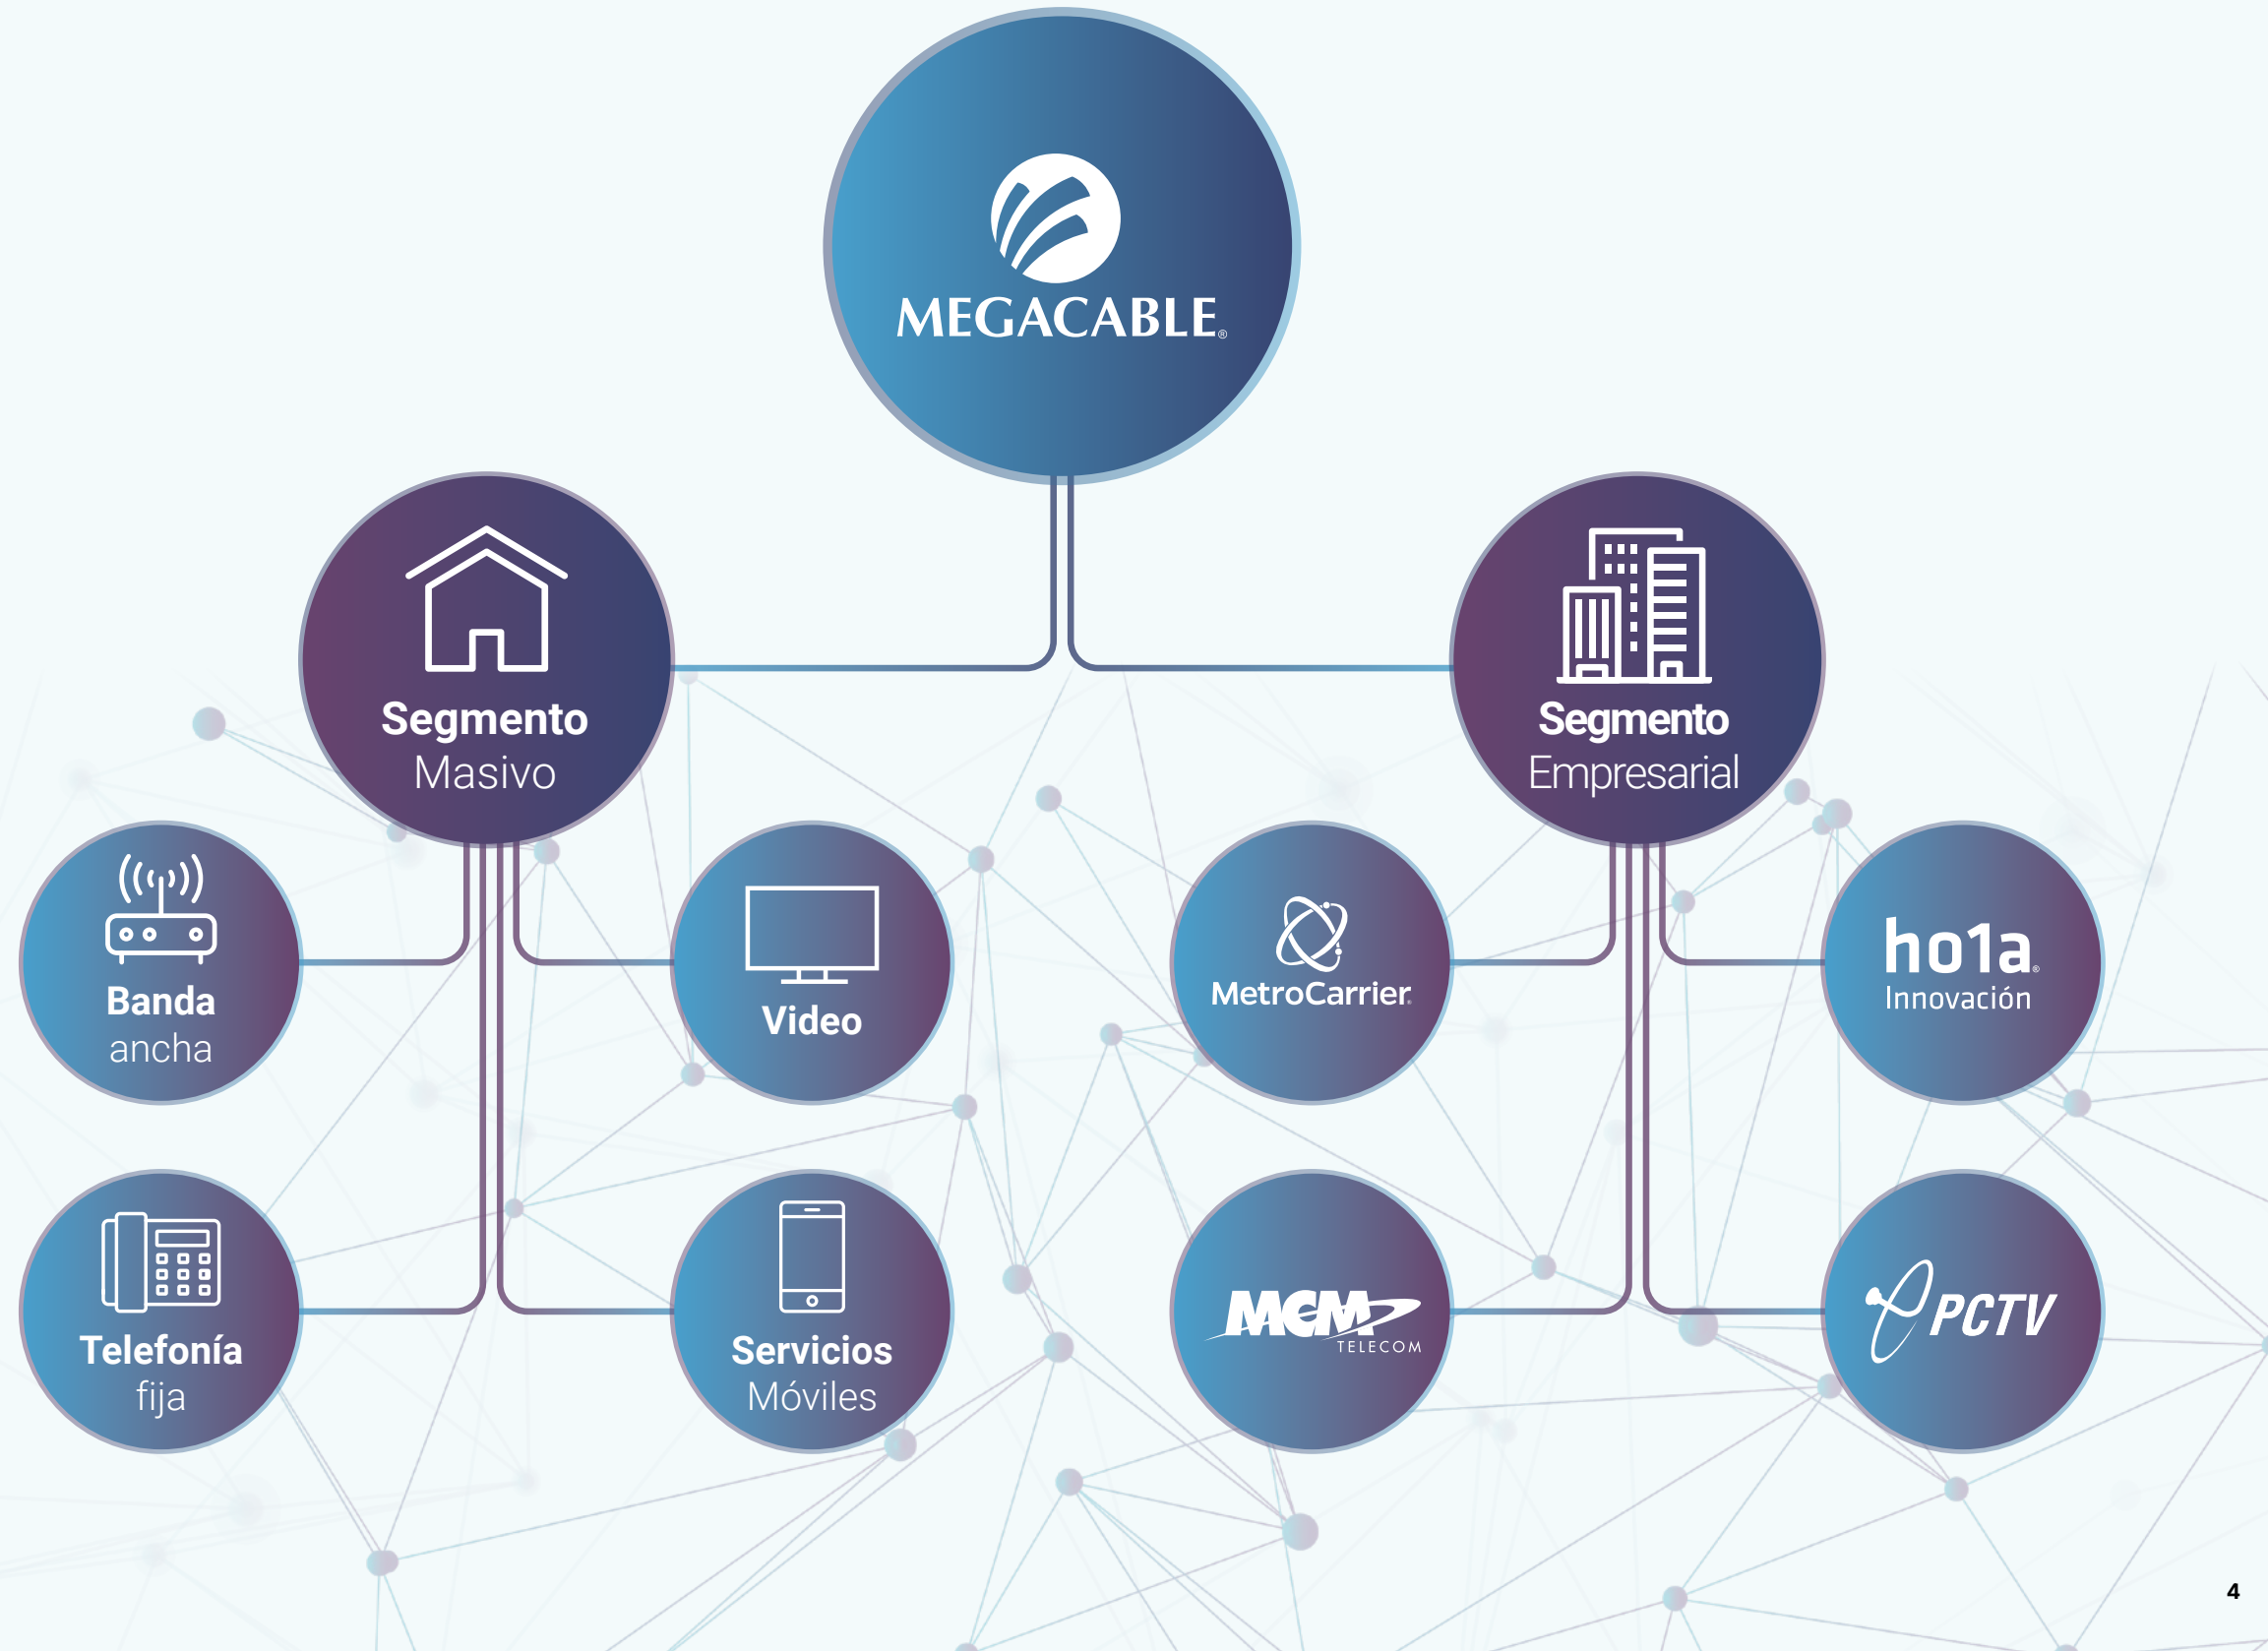 MEGACABLE®
Segmento
Masivo
Segmento
Empresarial
Banda
ancha
Video
MetroCarrier
ho1a®
Innovación
Telefonía
fija
Servicios
Móviles
MCM
TELECOM
PCTV
4